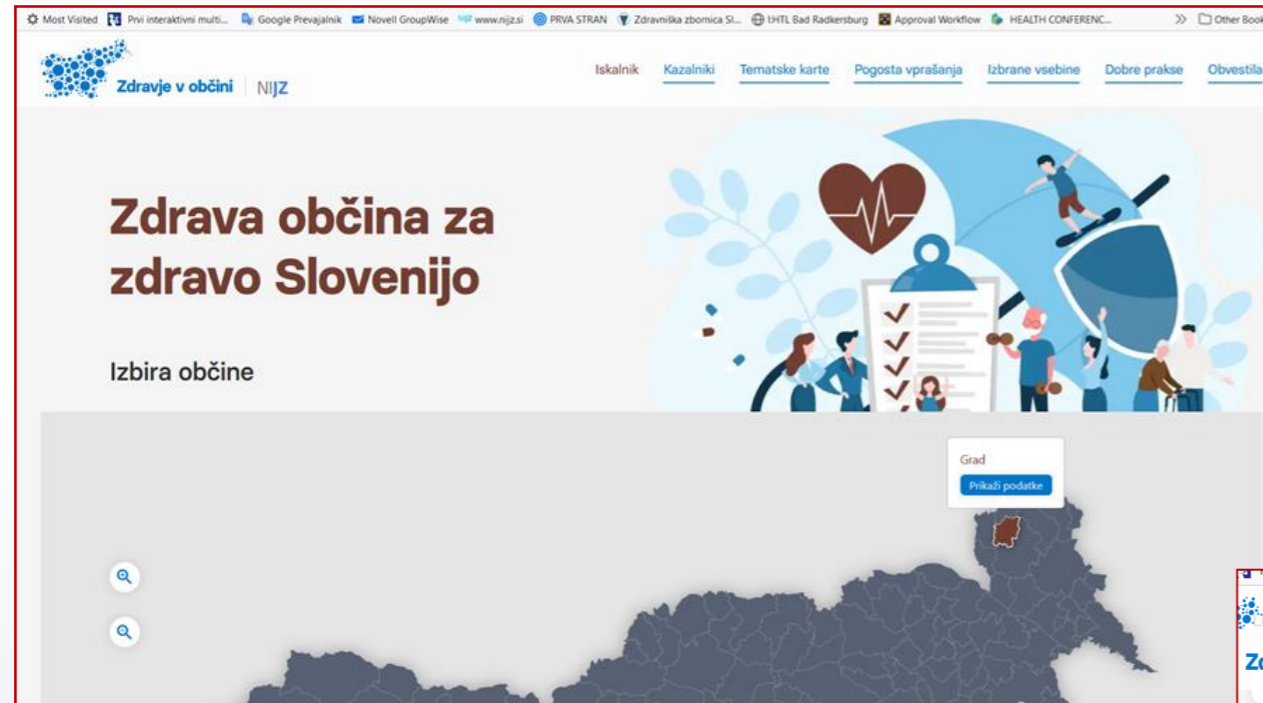 Most Visited Prvi interaktivni multi... Google Prevajalnik Novell GroupWise www.nijz.si PRVA STRAN Zdravniška zbornica Sl... I:HTL Bad Radkersburg Approval Workflow HEALTH CONFERENC... Other Book
Zdravje v občini NIJZ
Iskalnik Kazalniki Tematske karte Pogosta vprašanja Izbrane vsebine Dobre prakse Obvestila
Zdrava občina za
zdravo Slovenijo
Izbira občine
Grad
Prikaži podatke